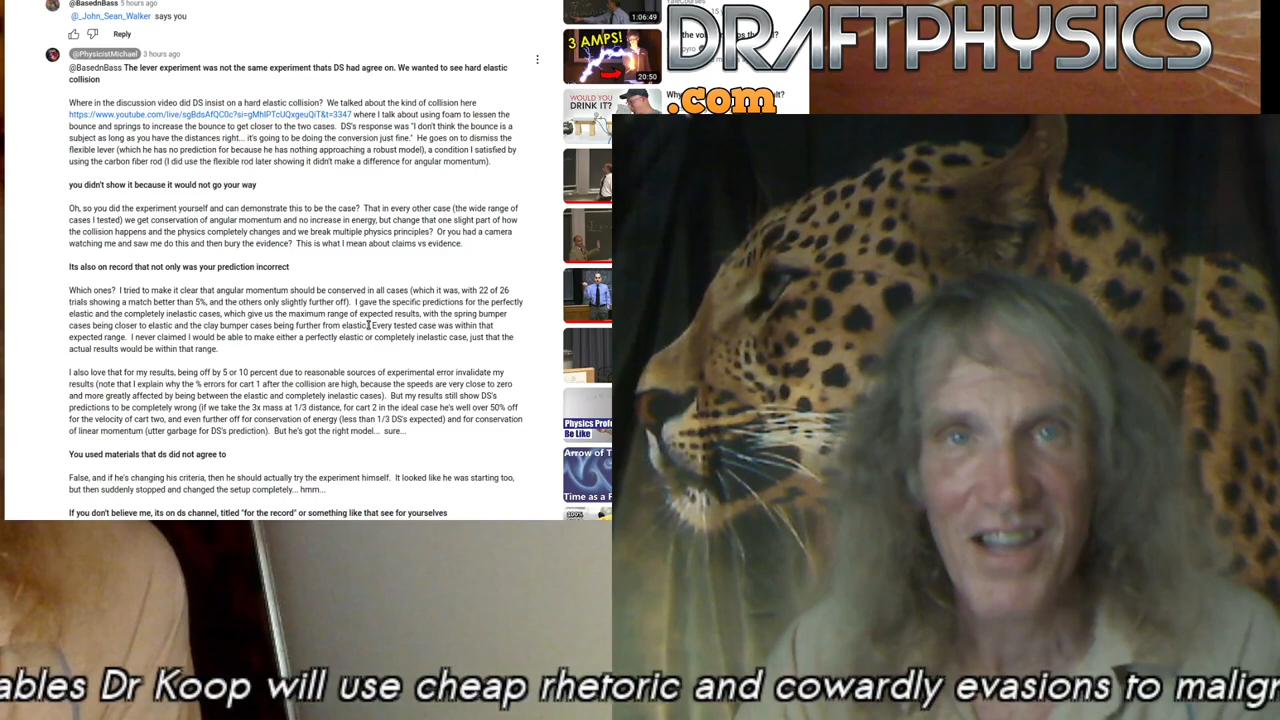 @BasednBass 5 hours ago
@_John_Sean_Walker says you
Reply
@PhysicistMichael 3 hours ago
@BasednBass The lever experiment was not the same experiment thats DS had agree on. We wanted to see hard elastic
collision
Where in the discussion video did DS insist on a hard elastic collision? We talked about the kind of collision here
https://www.youtube.com/live/sgBdsAfQC0c?si=gMhlPTcUQxgeuQiT&t=3347 where I talk about using foam to lessen the
bounce and springs to increase the bounce to get closer to the two cases. DS's response was "I don't think the bounce is a
subject as long as you have the distances right... it's going to be doing the conversion just fine." He goes on to dismiss the
flexible lever (which he has no prediction for because he has nothing approaching a robust model), a condition I satisfied by
using the carbon fiber rod (I did use the flexible rod later showing it didn't make a difference for angular momentum).
you didn't show it because it would not go your way
Oh, so you did the experiment yourself and can demonstrate this to be the case? That in every other case (the wide range of
cases I tested) we get conservation of angular momentum and no increase in energy, but change that one slight part of how
the collision happens and the physics completely changes and we break multiple physics principles? Or you had a camera
watching me and saw me do this and then bury the evidence? This is what I mean about claims vs evidence.
Its also on record that not only was your prediction incorrect
Which ones? I tried to make it clear that angular momentum should be conserved in all cases (which it was, with 22 of 26
trials showing a match better than 5%, and the others only slightly further off). I gave the specific predictions for the perfectly
elastic and the completely inelastic cases, which give us the maximum range of expected results, with the spring bumper
cases being closer to elastic and the clay bumper cases being further from elastic. Every tested case was within that
expected range. I never claimed I would be able to make either a perfectly elastic or completely inelastic case, just that the
actual results would be within that range.
I also love that for my results, being off by 5 or 10 percent due to reasonable sources of experimental error invalidate my
results (note that I explain why the % errors for cart 1 after the collision are high, because the speeds are very close to zero
and more greatly affected by being between the elastic and completely inelastic cases). But my results still show DS's
predictions to be completely wrong (if we take the 3x mass at 1/3 distance, for cart 2 in the ideal case he's well over 50% off
for the velocity of cart two, and even further off for conservation of energy (less than 1/3 DS's expected) and for conservation
of linear momentum (utter garbage for DS's prediction). But he's got the right model... sure...
You used materials that ds did not agree to
False, and if he's changing his criteria, then he should actually try the experiment himself. It looked like he was starting too,
but then suddenly stopped and changed the setup completely... hmm...
If you don't believe me, its on ds channel, titled "for the record" or something like that see for yourselves
1:06:49
3 AMPS!
20:50
WOULD YOU
DRINK IT?
Physics Prof
Be Like
Arrow of T
Time as a F
DRAFTPHYSICS
.com
ables Dr Koop will use cheap rhetoric and cowardly evasions to malign